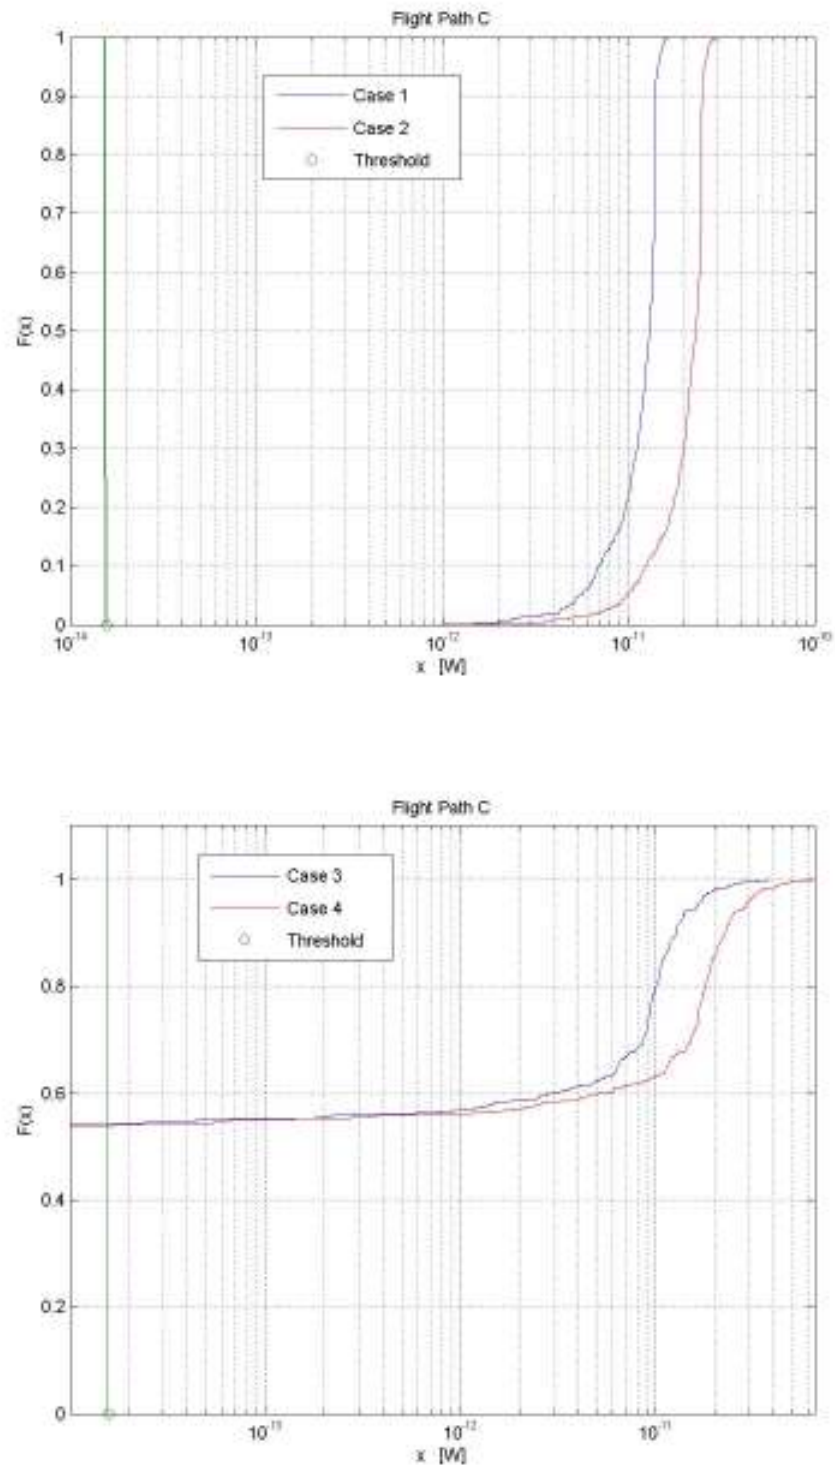 Flight Path C
1
Case 1
0.9
Case 2
0.8
Threshold
0.7
0.6
F(x)
0.5
0.4
0.3
0.2
0.1
0
10⁻¹⁴ 10⁻¹³ 10⁻¹² 10⁻¹¹ 10⁻¹⁰
x [W]
Flight Path C
1
Case 3
Case 4
Threshold
0.8
0.6
F(x)
0.4
0.2
0
10⁻¹³ 10⁻¹² 10⁻¹¹
x [W]